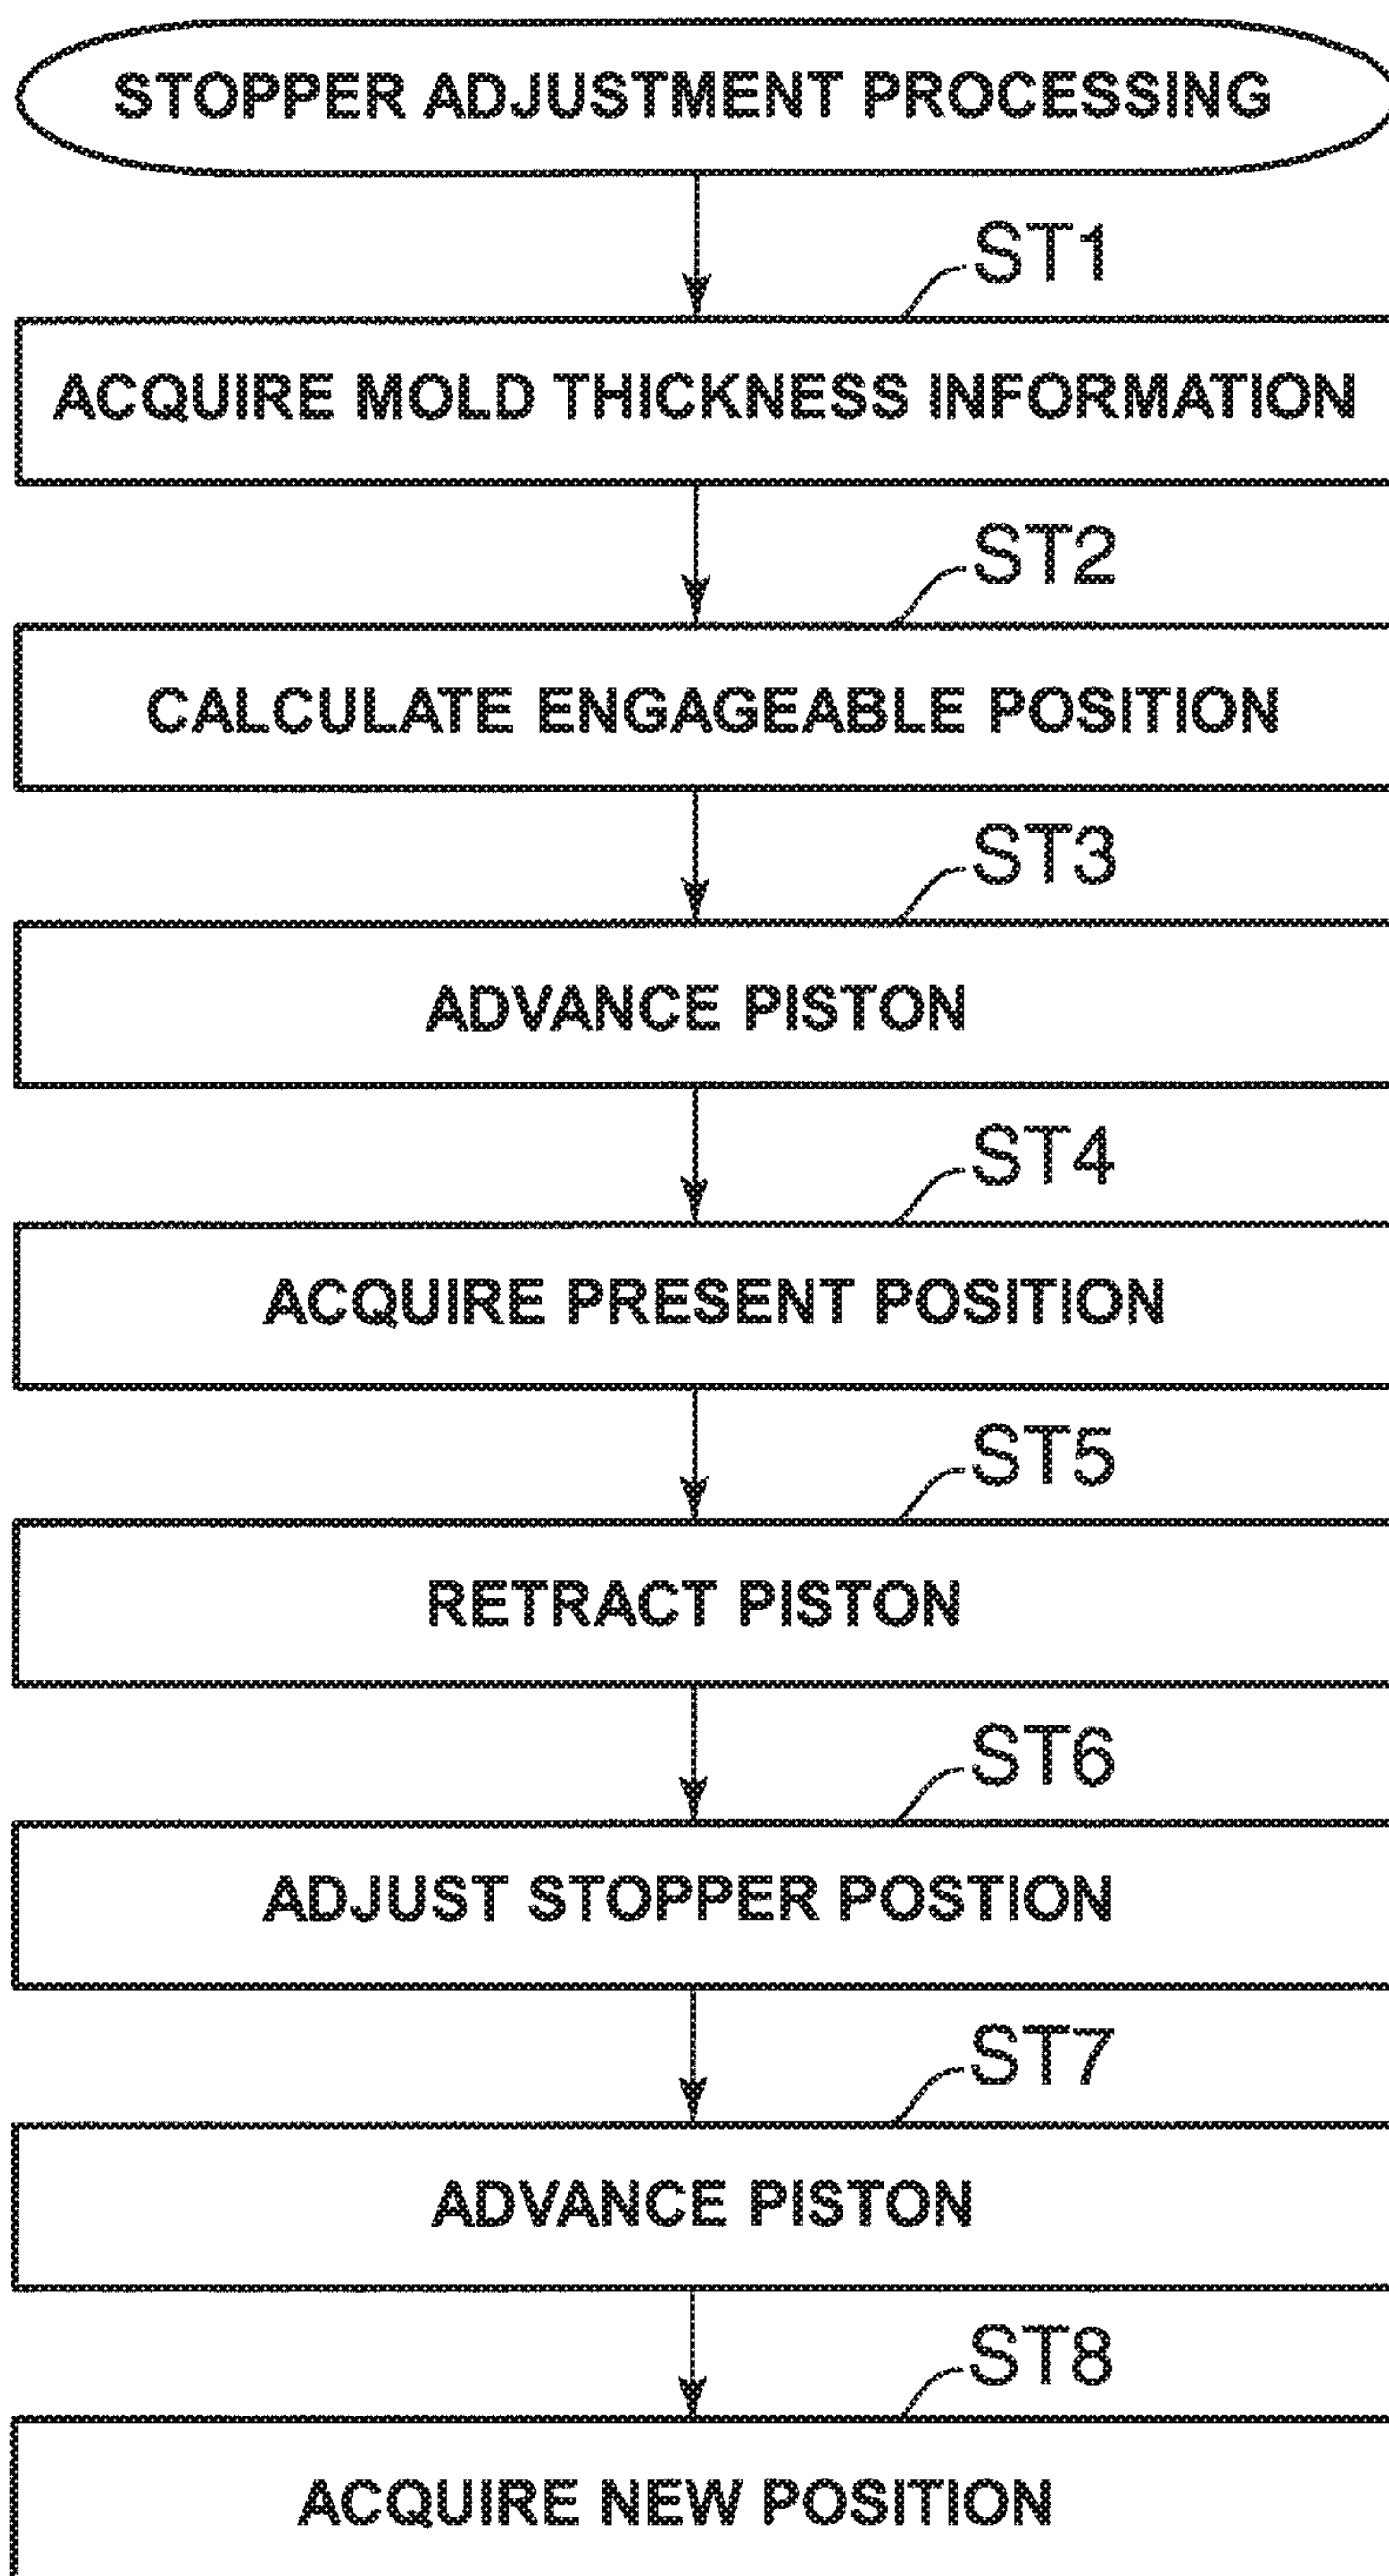 STOPPER ADJUSTMENT PROCESSING
ST1
ACQUIRE MOLD THICKNESS INFORMATION
ST2
CALCULATE ENGAGEABLE POSITION
ST3
ADVANCE PISTON
ST4
ACQUIRE PRESENT POSITION
ST5
RETRACT PISTON
ST6
ADJUST STOPPER POSTION
ST7
ADVANCE PISTON
ST8
ACQUIRE NEW POSITION